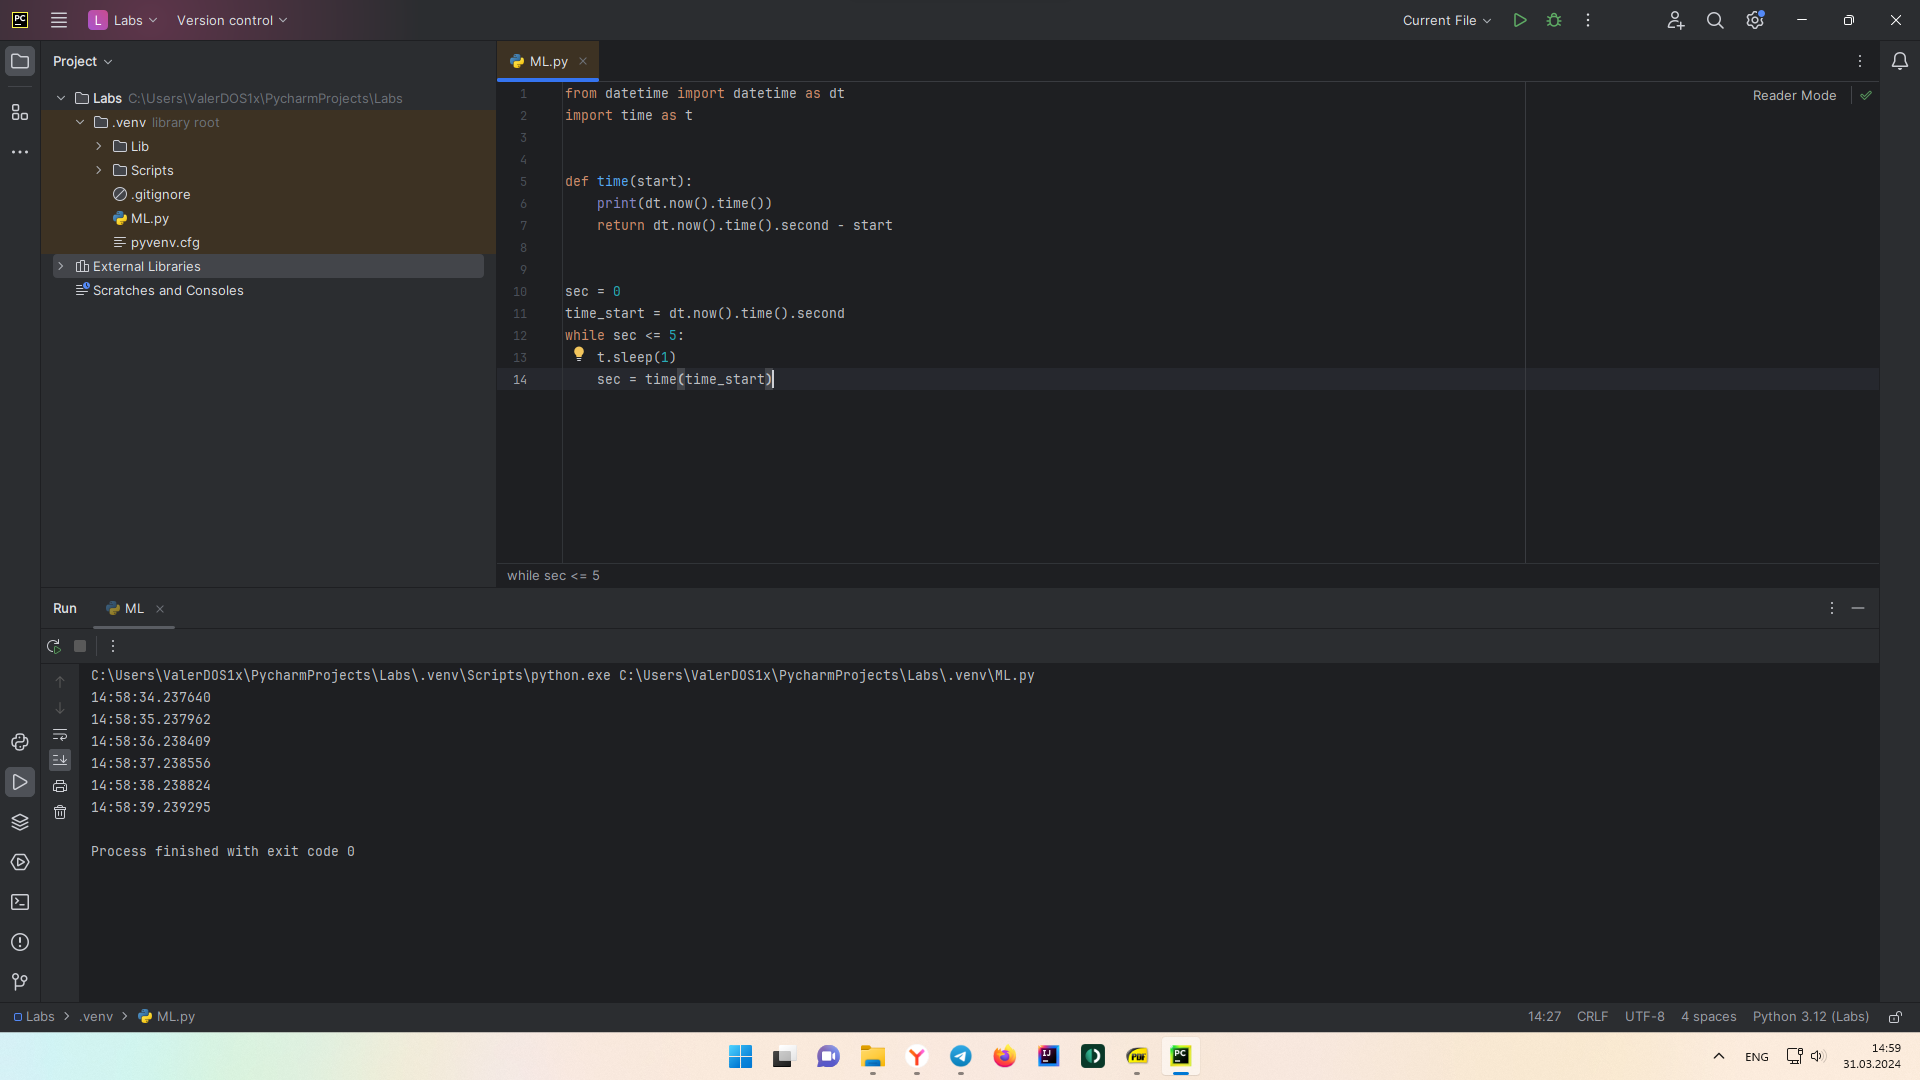 PC
L Labs
Version control
Current File
Project
ML.py
Labs C:\Users\ValerDOS1x\PycharmProjects\Labs
.venv library root
Lib
Scripts
.gitignore
ML.py
pyvenv.cfg
External Libraries
Scratches and Consoles
Reader Mode
1 from datetime import datetime as dt
2 import time as t
3
4
5 def time(start):
6 print(dt.now().time())
7 return dt.now().time().second - start
8
9
10 sec = 0
11 time_start = dt.now().time().second
12 while sec <= 5:
13 t.sleep(1)
14 sec = time(time_start)
while sec <= 5
Run ML
C:\Users\ValerDOS1x\PycharmProjects\Labs\.venv\Scripts\python.exe C:\Users\ValerDOS1x\PycharmProjects\Labs\.venv\ML.py
14:58:34.237640
14:58:35.237962
14:58:36.238409
14:58:37.238556
14:58:38.238824
14:58:39.239295
Process finished with exit code 0
Labs > .venv > ML.py
14:27 CRLF UTF-8 4 spaces Python 3.12 (Labs)
Y
IJ
PDF
PC
ENG
14:59
31.03.2024